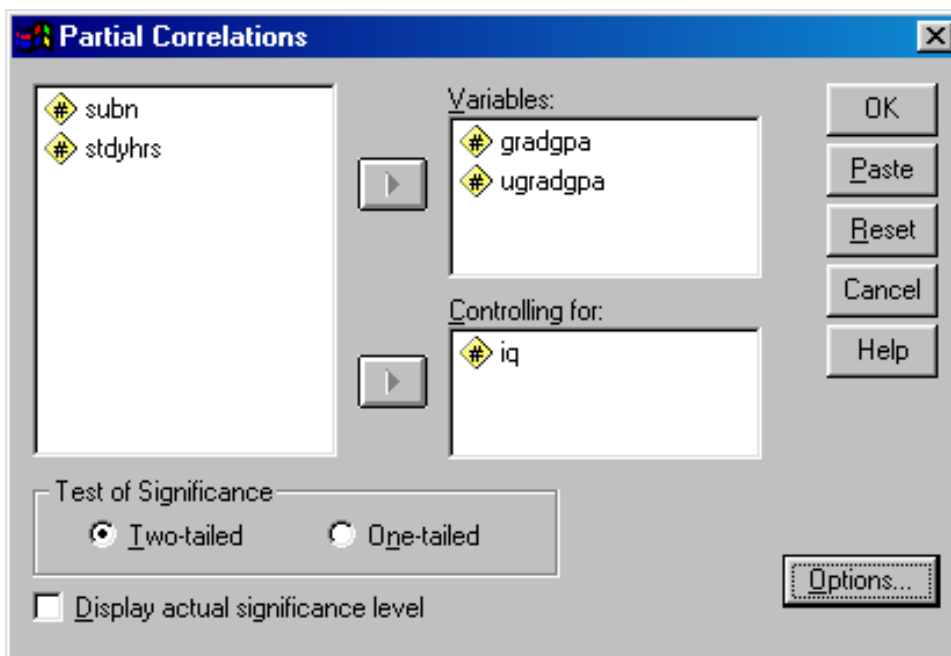 Partial Correlations
subn
stdyhrs
Variables:
gradgpa
ugradgpa
Controlling for:
iq
OK
Paste
Reset
Cancel
Help
Test of Significance
Two-tailed
One-tailed
Display actual significance level
Options...